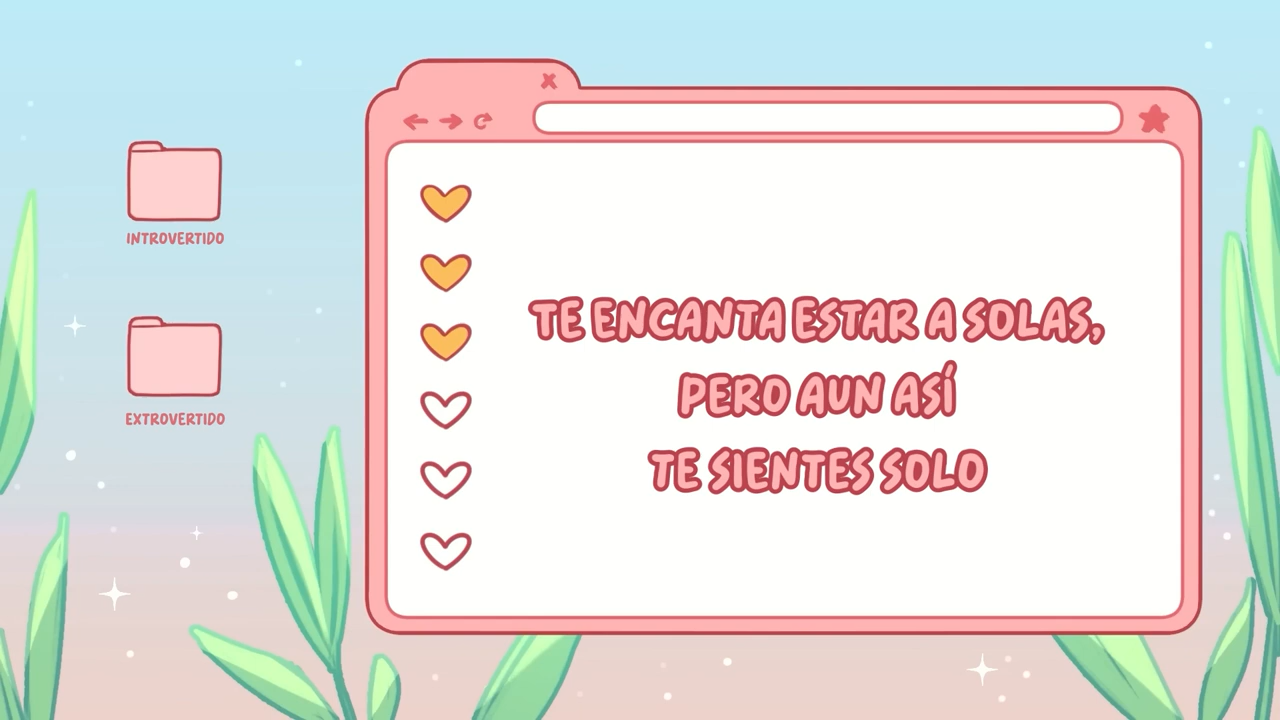 INTROVERTIDO
EXTROVERTIDO
TE ENCANTA ESTAR A SOLAS,
PERO AUN ASÍ
TE SIENTES SOLO